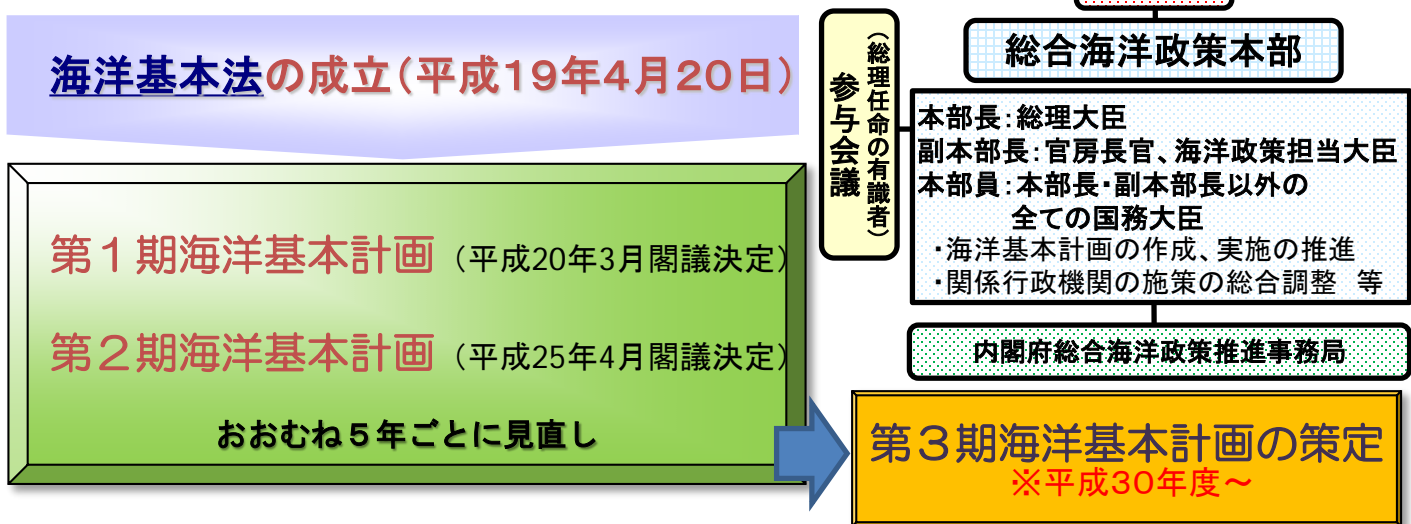 海洋基本法の成立(平成19年4月20日)
第1期海洋基本計画 (平成20年3月閣議決定)
第2期海洋基本計画 (平成25年4月閣議決定)
おおむね5年ごとに見直し
参与会議
(総理任命の有識者)
総合海洋政策本部
本部長:総理大臣
副本部長:官房長官、海洋政策担当大臣
本部員:本部長・副本部長以外の
全ての国務大臣
・海洋基本計画の作成、実施の推進
・関係行政機関の施策の総合調整 等
内閣府総合海洋政策推進事務局
第3期海洋基本計画の策定
※平成30年度~